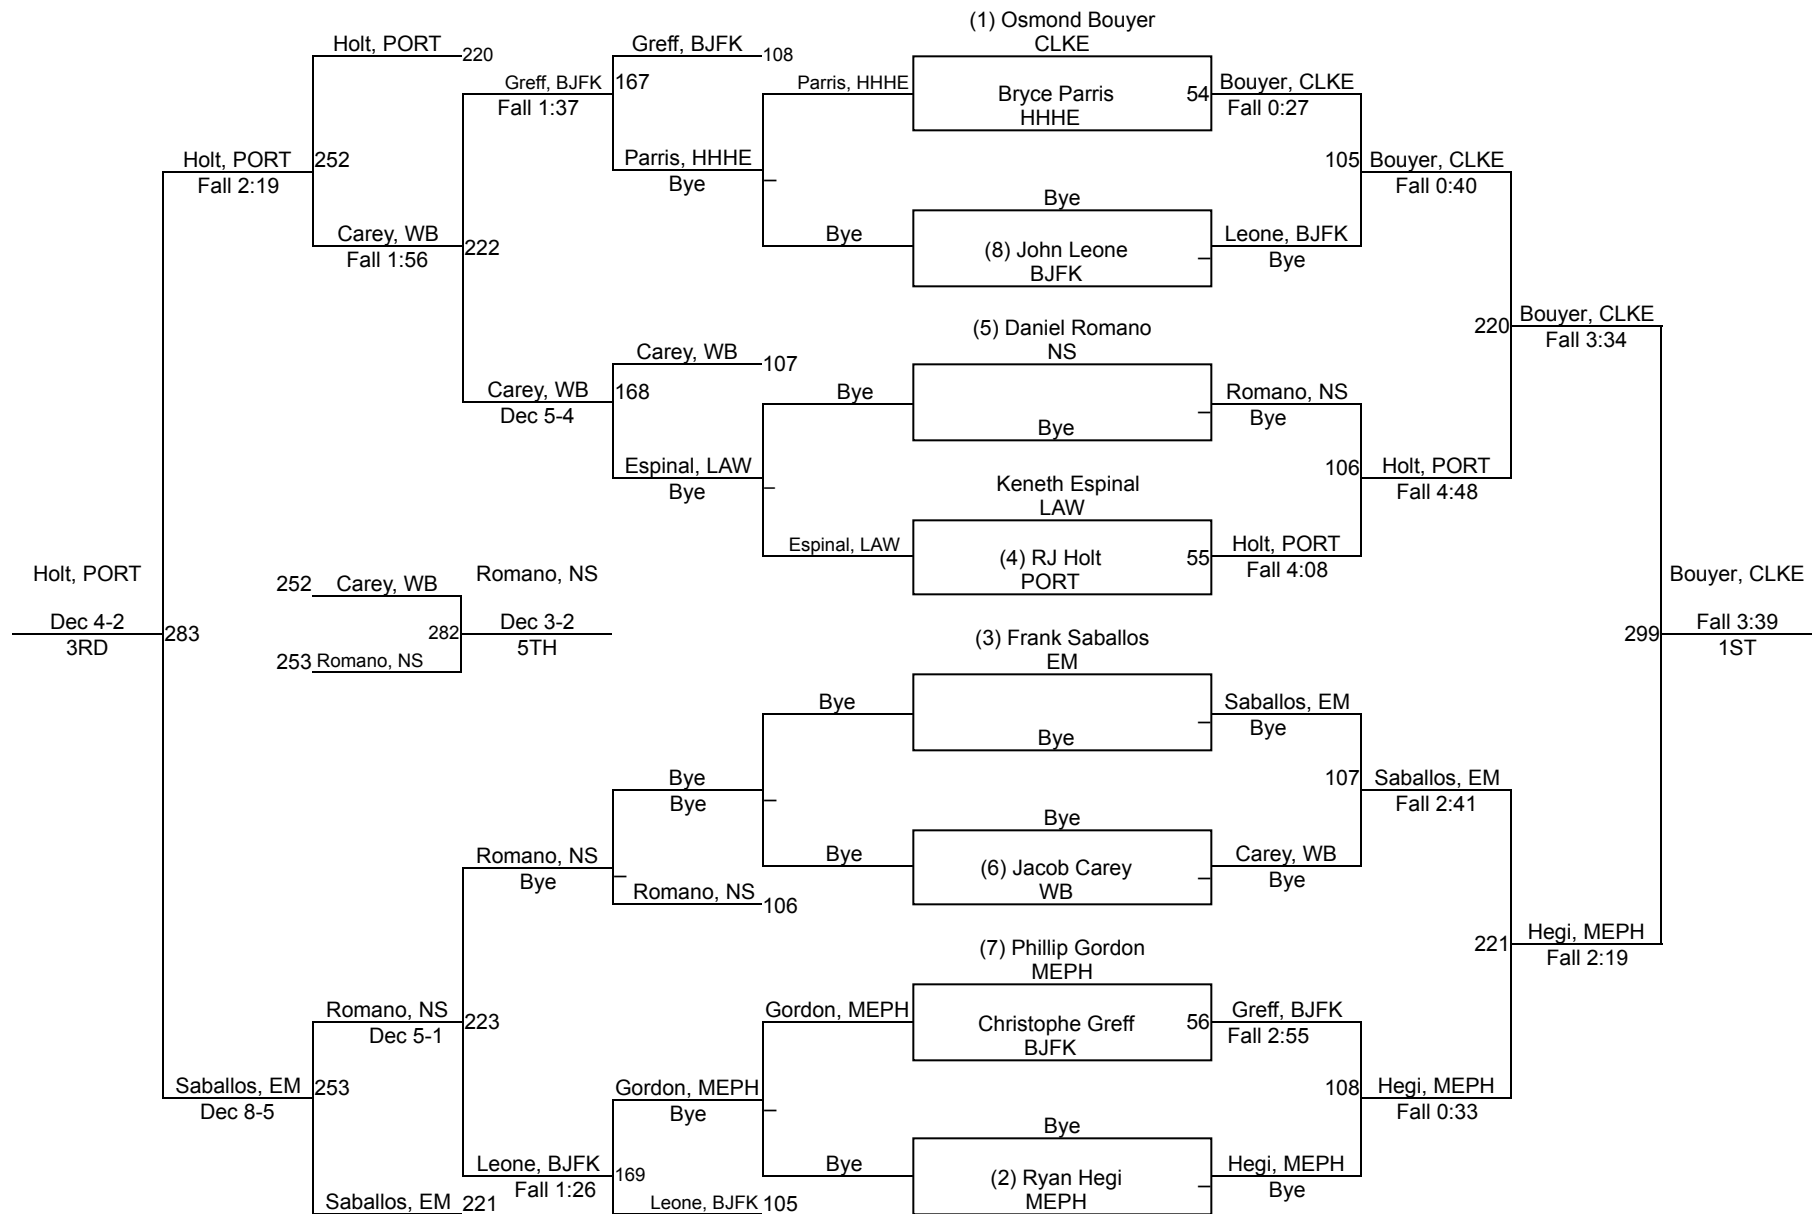 (1) Osmond Bouyer
Holt, PORT
Greff, BJFK
CLKE
220
108
Greff, BJFK
167
Parris, HHHE
Bryce Parris
54
Bouyer, CLKE
Fall 1:37
HHHE
Fall 0:27
Holt, PORT
252
Parris, HHHE
105
Bouyer, CLKE
Fall 2:19
Bye
Fall 0:40
Bye
Carey, WB
222
Bye
(8) John Leone
Leone, BJFK
Fall 1:56
BJFK
Bye
(5) Daniel Romano
220
Bouyer, CLKE
Carey, WB
107
NS
Fall 3:34
Carey, WB
168
Bye
Romano, NS
Dec 5-4
Bye
Bye
Espinal, LAW
106
Holt, PORT
Bye
Keneth Espinal
Fall 4:48
LAW
Espinal, LAW
(4) RJ Holt
55
Holt, PORT
PORT
Fall 4:08
Holt, PORT
252
Carey, WB
Romano, NS
Bouyer, CLKE
Dec 4-2
283
282
Dec 3-2
(3) Frank Saballos
299
Fall 3:39
3RD
5TH
1ST
253
Romano, NS
EM
Bye
Saballos, EM
Bye
Bye
Bye
107
Saballos, EM
Bye
Fall 2:41
Bye
Romano, NS
Bye
(6) Jacob Carey
Carey, WB
Bye
WB
Bye
Romano, NS
106
(7) Phillip Gordon
221
Hegi, MEPH
MEPH
Fall 2:19
Romano, NS
223
Gordon, MEPH
Christophe Greff
56
Greff, BJFK
Dec 5-1
BJFK
Fall 2:55
Saballos, EM
253
Gordon, MEPH
108
Hegi, MEPH
Dec 8-5
Bye
Fall 0:33
Bye
Leone, BJFK
169
Bye
(2) Ryan Hegi
Hegi, MEPH
Fall 1:26
MEPH
Bye
Saballos, EM
221
Leone, BJFK
105